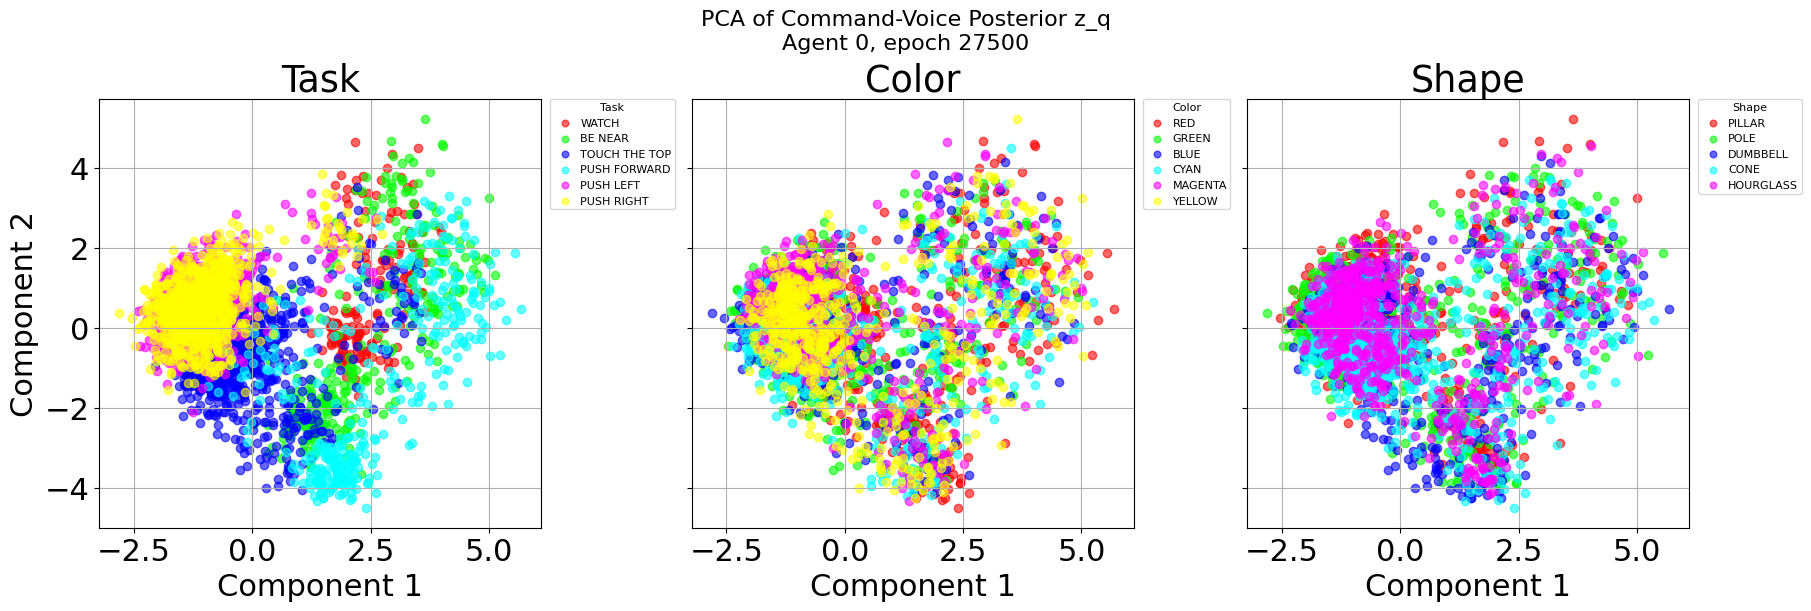 PCA of Command-Voice Posterior z_q
Agent 0, epoch 27500
Task
Component 2
4
2
0
−2
−4
−2.5 0.0 2.5 5.0
Component 1
Task
WATCH
BE NEAR
TOUCH THE TOP
PUSH FORWARD
PUSH LEFT
PUSH RIGHT
Color
−2.5 0.0 2.5 5.0
Component 1
Color
RED
GREEN
BLUE
CYAN
MAGENTA
YELLOW
Shape
−2.5 0.0 2.5 5.0
Component 1
Shape
PILLAR
POLE
DUMBBELL
CONE
HOURGLASS